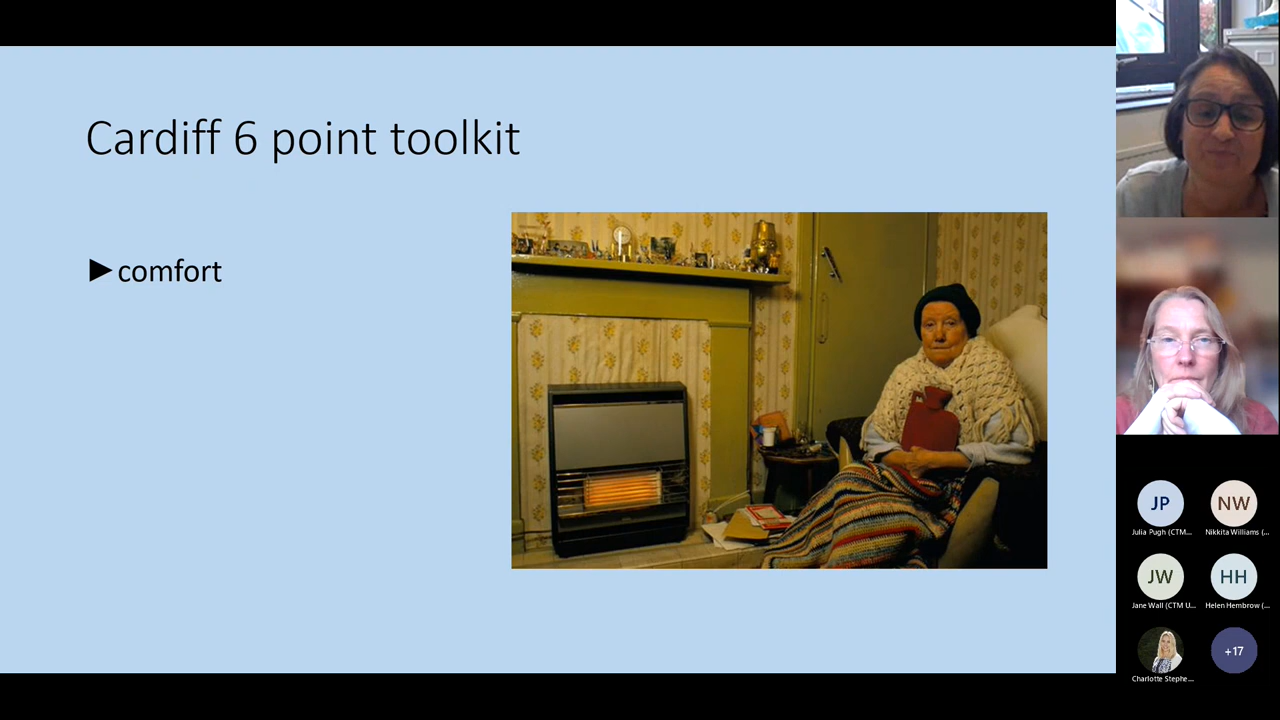 Cardiff 6 point toolkit
►comfort
JP
NW
Julia Pugh (CTM...
Nikkita Williams (...
JW
HH
Jane Wall (CTM U...
Helen Hembrow (...
+17
Charlotte Stephe...